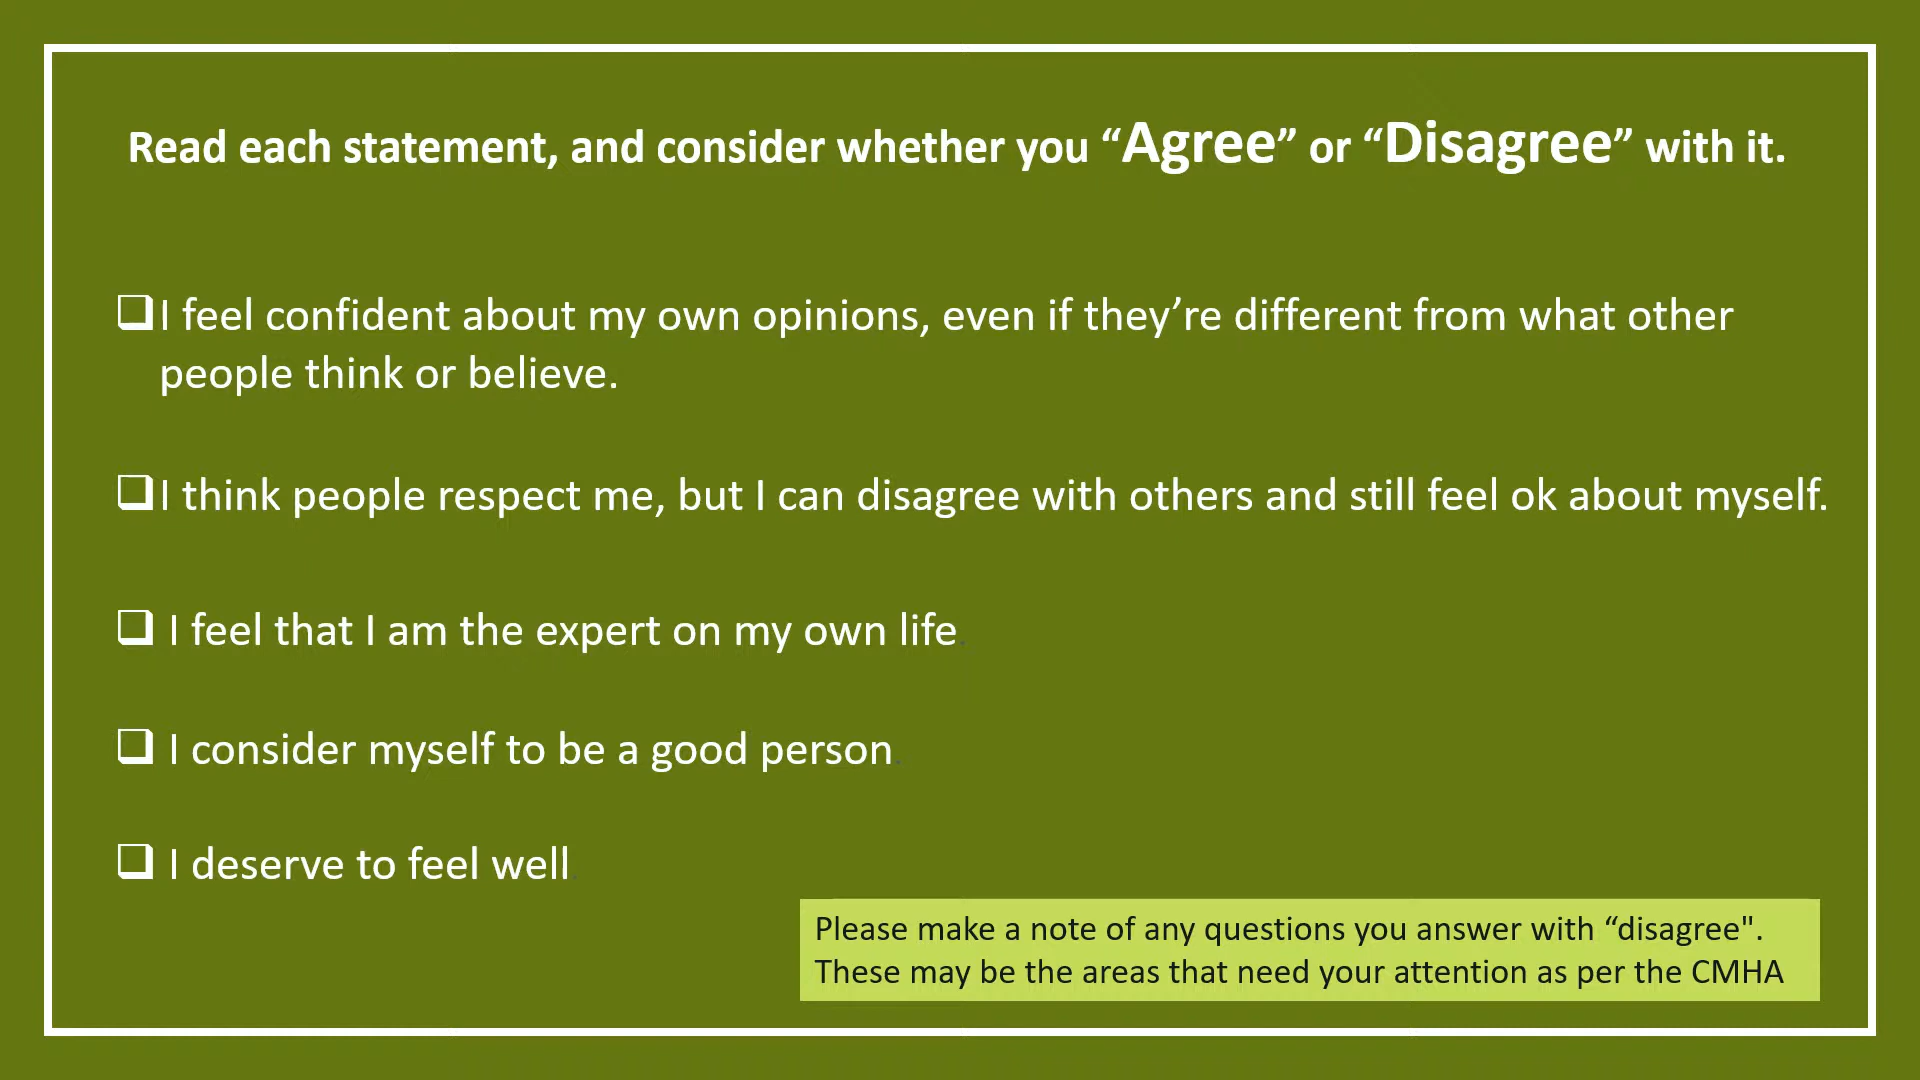 Read each statement, and consider whether you “Agree” or “Disagree” with it.
❑I feel confident about my own opinions, even if they’re different from what other
people think or believe.
❑I think people respect me, but I can disagree with others and still feel ok about myself.
❑ I feel that I am the expert on my own life.
❑ I consider myself to be a good person.
❑ I deserve to feel well.
Please make a note of any questions you answer with “disagree".
These may be the areas that need your attention as per the CMHA